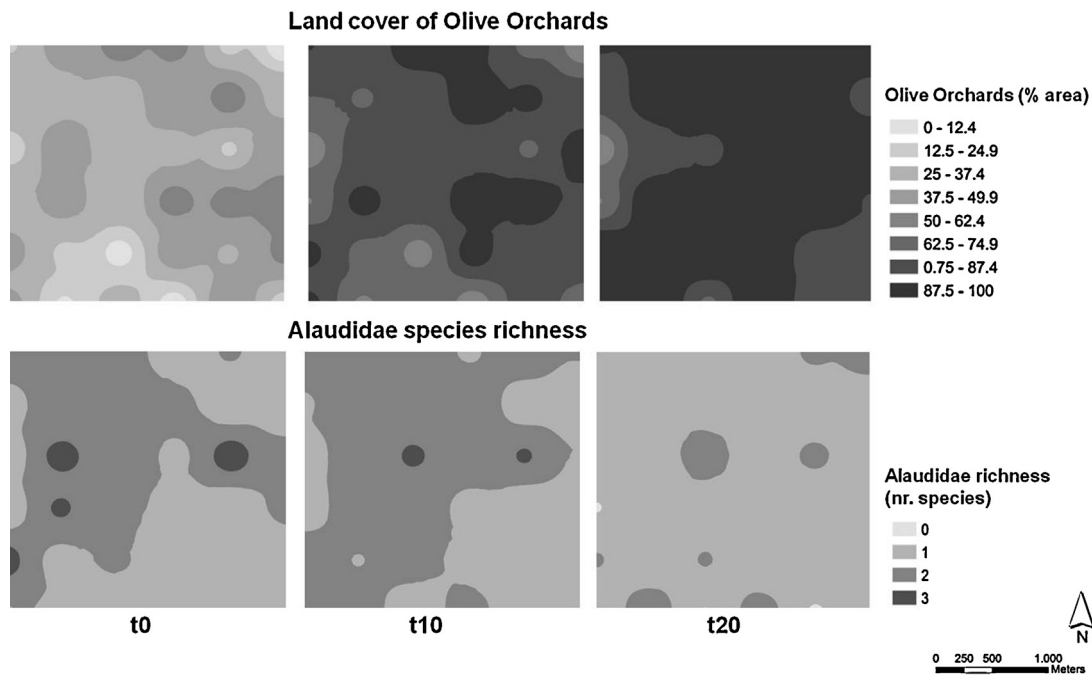 Land cover of Olive Orchards
Olive Orchards (% area)
0 - 12.4
12.5 - 24.9
25 - 37.4
37.5 - 49.9
50 - 62.4
62.5 - 74.9
0.75 - 87.4
87.5 - 100
Alaudidae species richness
Alaudidae richness
(nr. species)
0
1
2
3
t0 t10 t20
N
0 250 500 1.000
Meters